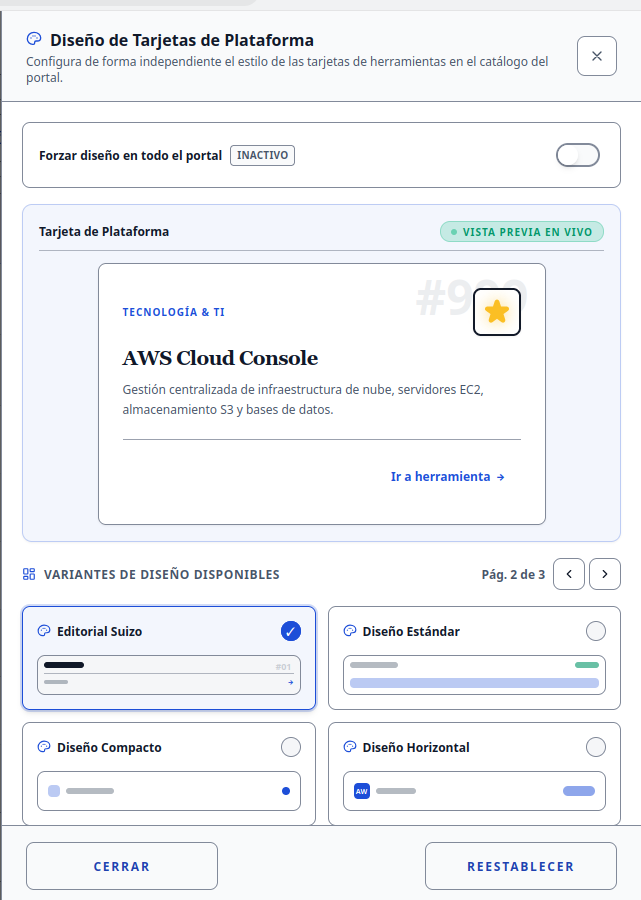 Diseño de Tarjetas de Plataforma
Configura de forma independiente el estilo de las tarjetas de herramientas en el catálogo del
portal.
Forzar diseño en todo el portal INACTIVO
Tarjeta de Plataforma VISTA PREVIA EN VIVO
TECNOLOGÍA & TI
AWS Cloud Console
Gestión centralizada de infraestructura de nube, servidores EC2,
almacenamiento S3 y bases de datos.
Ir a herramienta →
VARIANTES DE DISEÑO DISPONIBLES Pág. 2 de 3
Editorial Suizo
#01
→
Diseño Estándar
Diseño Compacto
Diseño Horizontal
AW
CERRAR
REESTABLECER